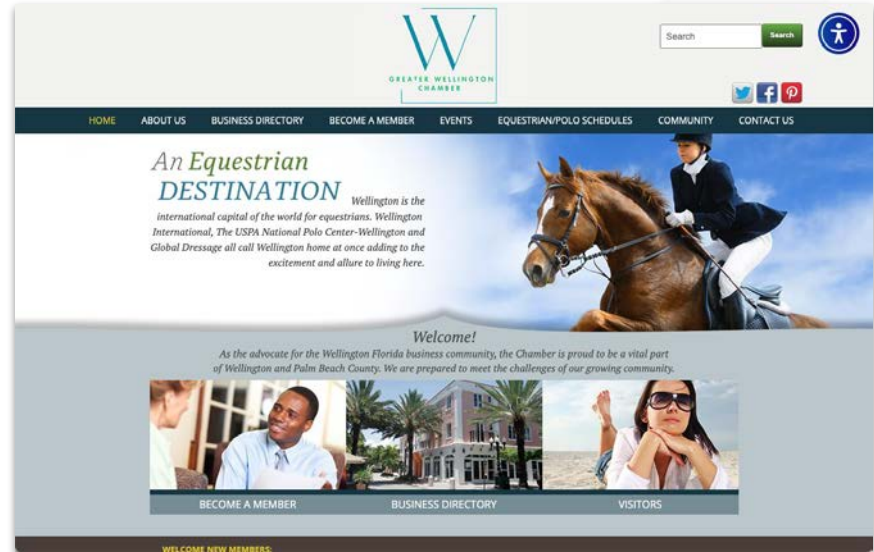 W
GREATER WELLINGTON
CHAMBER
Search
Search
HOME ABOUT US BUSINESS DIRECTORY BECOME A MEMBER EVENTS EQUESTRIAN/POLO SCHEDULES COMMUNITY CONTACT US
An Equestrian
DESTINATION Wellington is the
international capital of the world for equestrians. Wellington
International, The USPA National Polo Center-Wellington and
Global Dressage all call Wellington home at once adding to the
excitement and allure to living here.
Welcome!
As the advocate for the Wellington Florida business community, the Chamber is proud to be a vital part
of Wellington and Palm Beach County. We are prepared to meet the challenges of our growing community.
BECOME A MEMBER BUSINESS DIRECTORY VISITORS
WELCOME NEW MEMBERS: